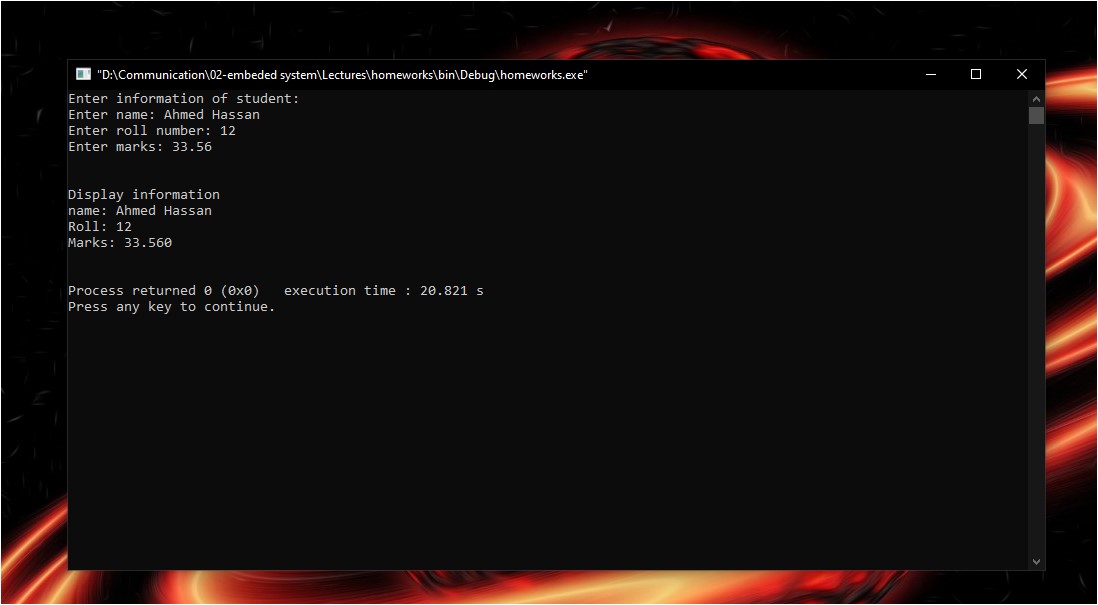 "D:\Communication\02-embeded system\Lectures\homeworks\bin\Debug\homeworks.exe"
Enter information of student:
Enter name: Ahmed Hassan
Enter roll number: 12
Enter marks: 33.56
Display information
name: Ahmed Hassan
Roll: 12
Marks: 33.560
Process returned 0 (0x0)   execution time : 20.821 s
Press any key to continue.